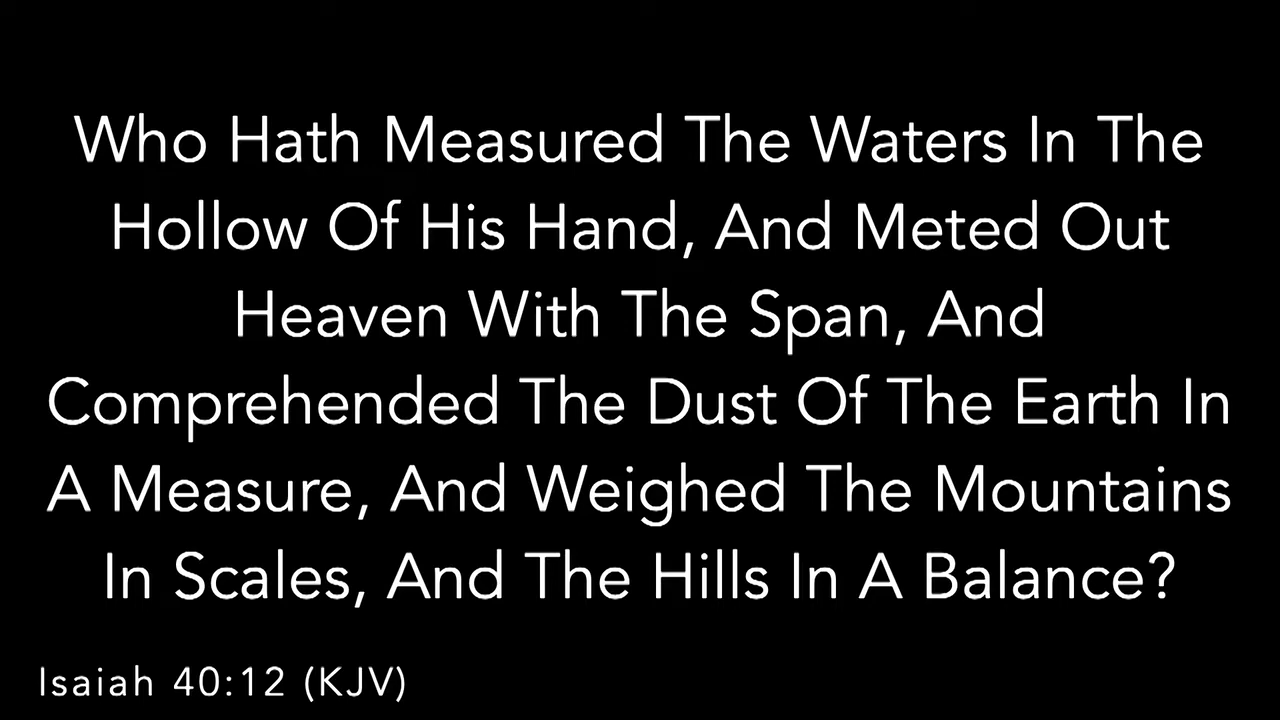 Who Hath Measured The Waters In The
Hollow Of His Hand, And Meted Out
Heaven With The Span, And
Comprehended The Dust Of The Earth In
A Measure, And Weighed The Mountains
In Scales, And The Hills In A Balance?
Isaiah 40:12 (KJV)